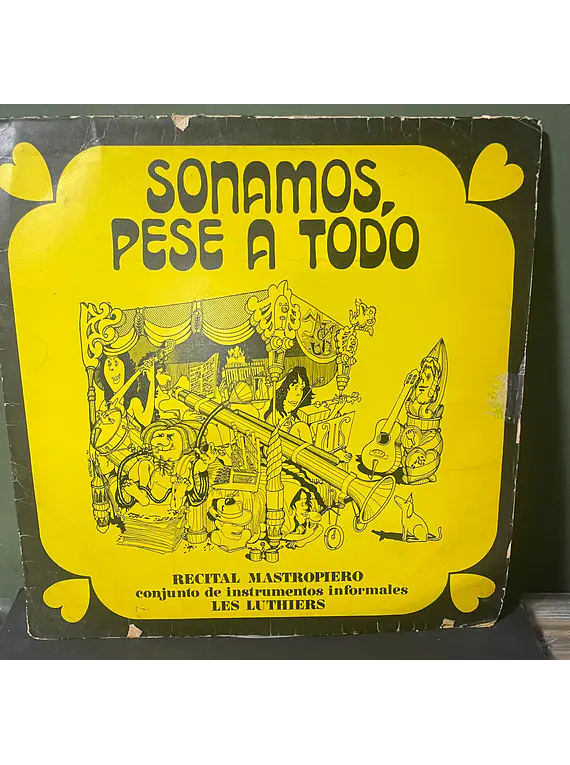 SONAMOS,
PESE A TODO
RECITAL MASTROPIERO
conjunto de instrumentos informales
LES LUTHIERS